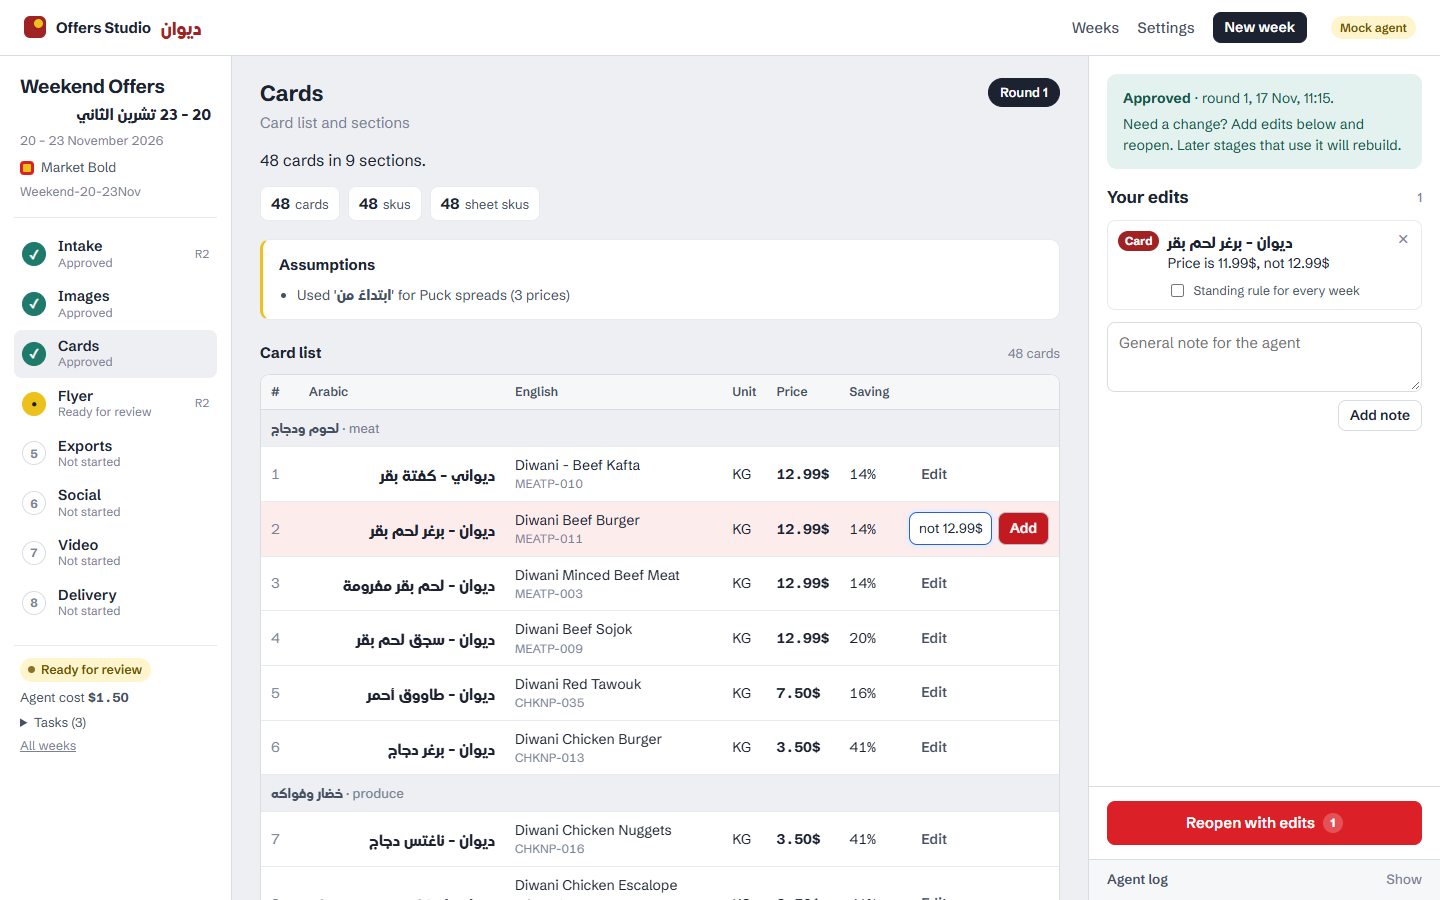 Offers Studio ديوان
Weeks Settings New week Mock agent
Weekend Offers
20 - 23 تشرين الثاني
20 – 23 November 2026
Market Bold
Weekend-20-23Nov
Intake
Approved
R2
Images
Approved
Cards
Approved
Flyer
Ready for review
R2
5
Exports
Not started
6
Social
Not started
7
Video
Not started
8
Delivery
Not started
Ready for review
Agent cost $1.50
Tasks (3)
All weeks
Cards
Round 1
Card list and sections
48 cards in 9 sections.
48 cards 48 skus 48 sheet skus
Assumptions
• Used 'ابتداءً من' for Puck spreads (3 prices)
Card list 48 cards
# Arabic English Unit Price Saving
لحوم ودجاج · meat
1 ديواني - كفتة بقر Diwani - Beef Kafta KG 12.99$ 14% Edit
MEATP-010
2 ديوان - برغر لحم بقر Diwani Beef Burger KG 12.99$ 14% not 12.99$ Add
MEATP-011
3 ديوان - لحم بقر مفرومة Diwani Minced Beef Meat KG 12.99$ 14% Edit
MEATP-003
4 ديوان - سجق لحم بقر Diwani Beef Sojok KG 12.99$ 20% Edit
MEATP-009
5 ديوان - طاووق أحمر Diwani Red Tawouk KG 7.50$ 16% Edit
CHKNP-035
6 ديوان - برغر دجاج Diwani Chicken Burger KG 3.50$ 41% Edit
CHKNP-013
خضار وفواكه · produce
7 ديوان - ناغتس دجاج Diwani Chicken Nuggets KG 3.50$ 41% Edit
CHKNP-016
Diwani Chicken Escalope
Approved · round 1, 17 Nov, 11:15.
Need a change? Add edits below and
reopen. Later stages that use it will rebuild.
Your edits 1
Card ديوان - برغر لحم بقر
Price is 11.99$, not 12.99$
Standing rule for every week
General note for the agent
Add note
Reopen with edits 1
Agent log Show